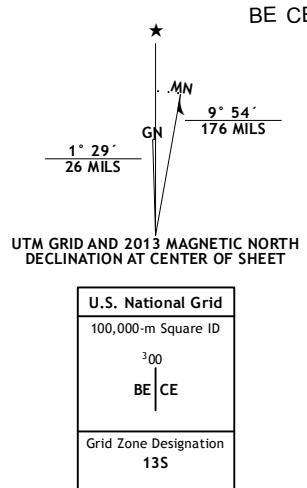 BE CE
★
MN
GN
9° 54´
176 MILS
1° 29´
26 MILS
UTM GRID AND 2013 MAGNETIC NORTH
DECLINATION AT CENTER OF SHEET
U.S. National Grid
100,000-m Square ID
³00
BE CE
Grid Zone Designation
13S